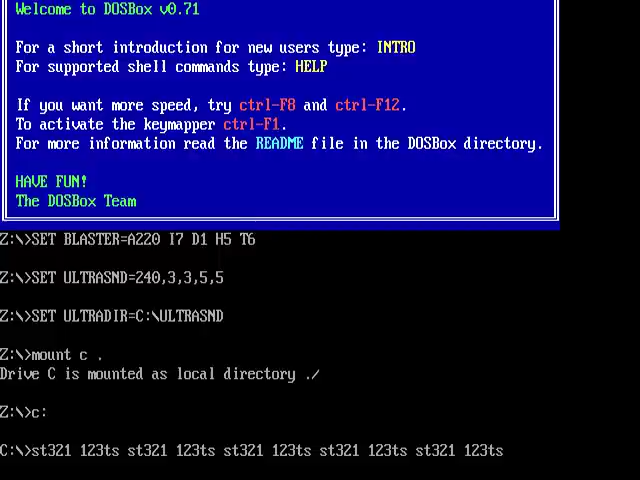 Welcome to DOSBox v0.71
For a short introduction for new users type: INTRO
For supported shell commands type: HELP
If you want more speed, try ctrl-F8 and ctrl-F12.
To activate the keymapper ctrl-F1.
For more information read the README file in the DOSBox directory.
HAVE FUN!
The DOSBox Team
Z:\>SET BLASTER=A220 I7 D1 H5 T6
Z:\>SET ULTRASND=240,3,3,5,5
Z:\>SET ULTRADIR=C:\ULTRASND
Z:\>mount c .
Drive C is mounted as local directory ./
Z:\>c:
C:\>st321 123ts st321 123ts st321 123ts st321 123ts st321 123ts